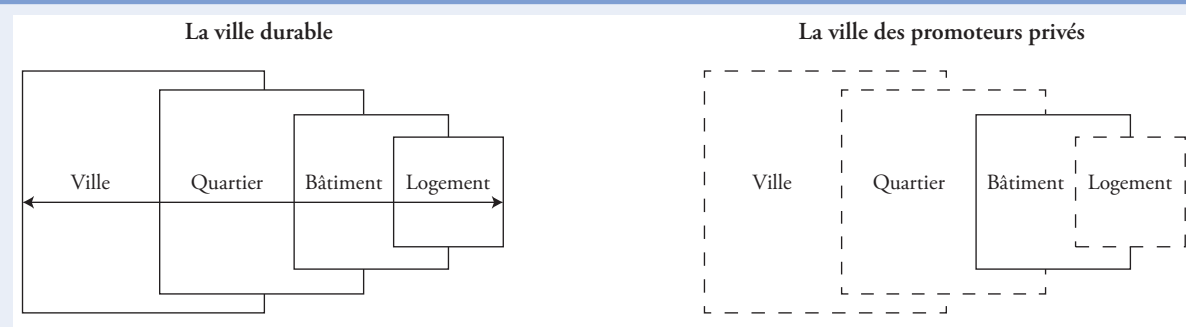 La ville durable
Ville Quartier Bâtiment Logement
La ville des promoteurs privés
Ville Quartier Bâtiment Logement